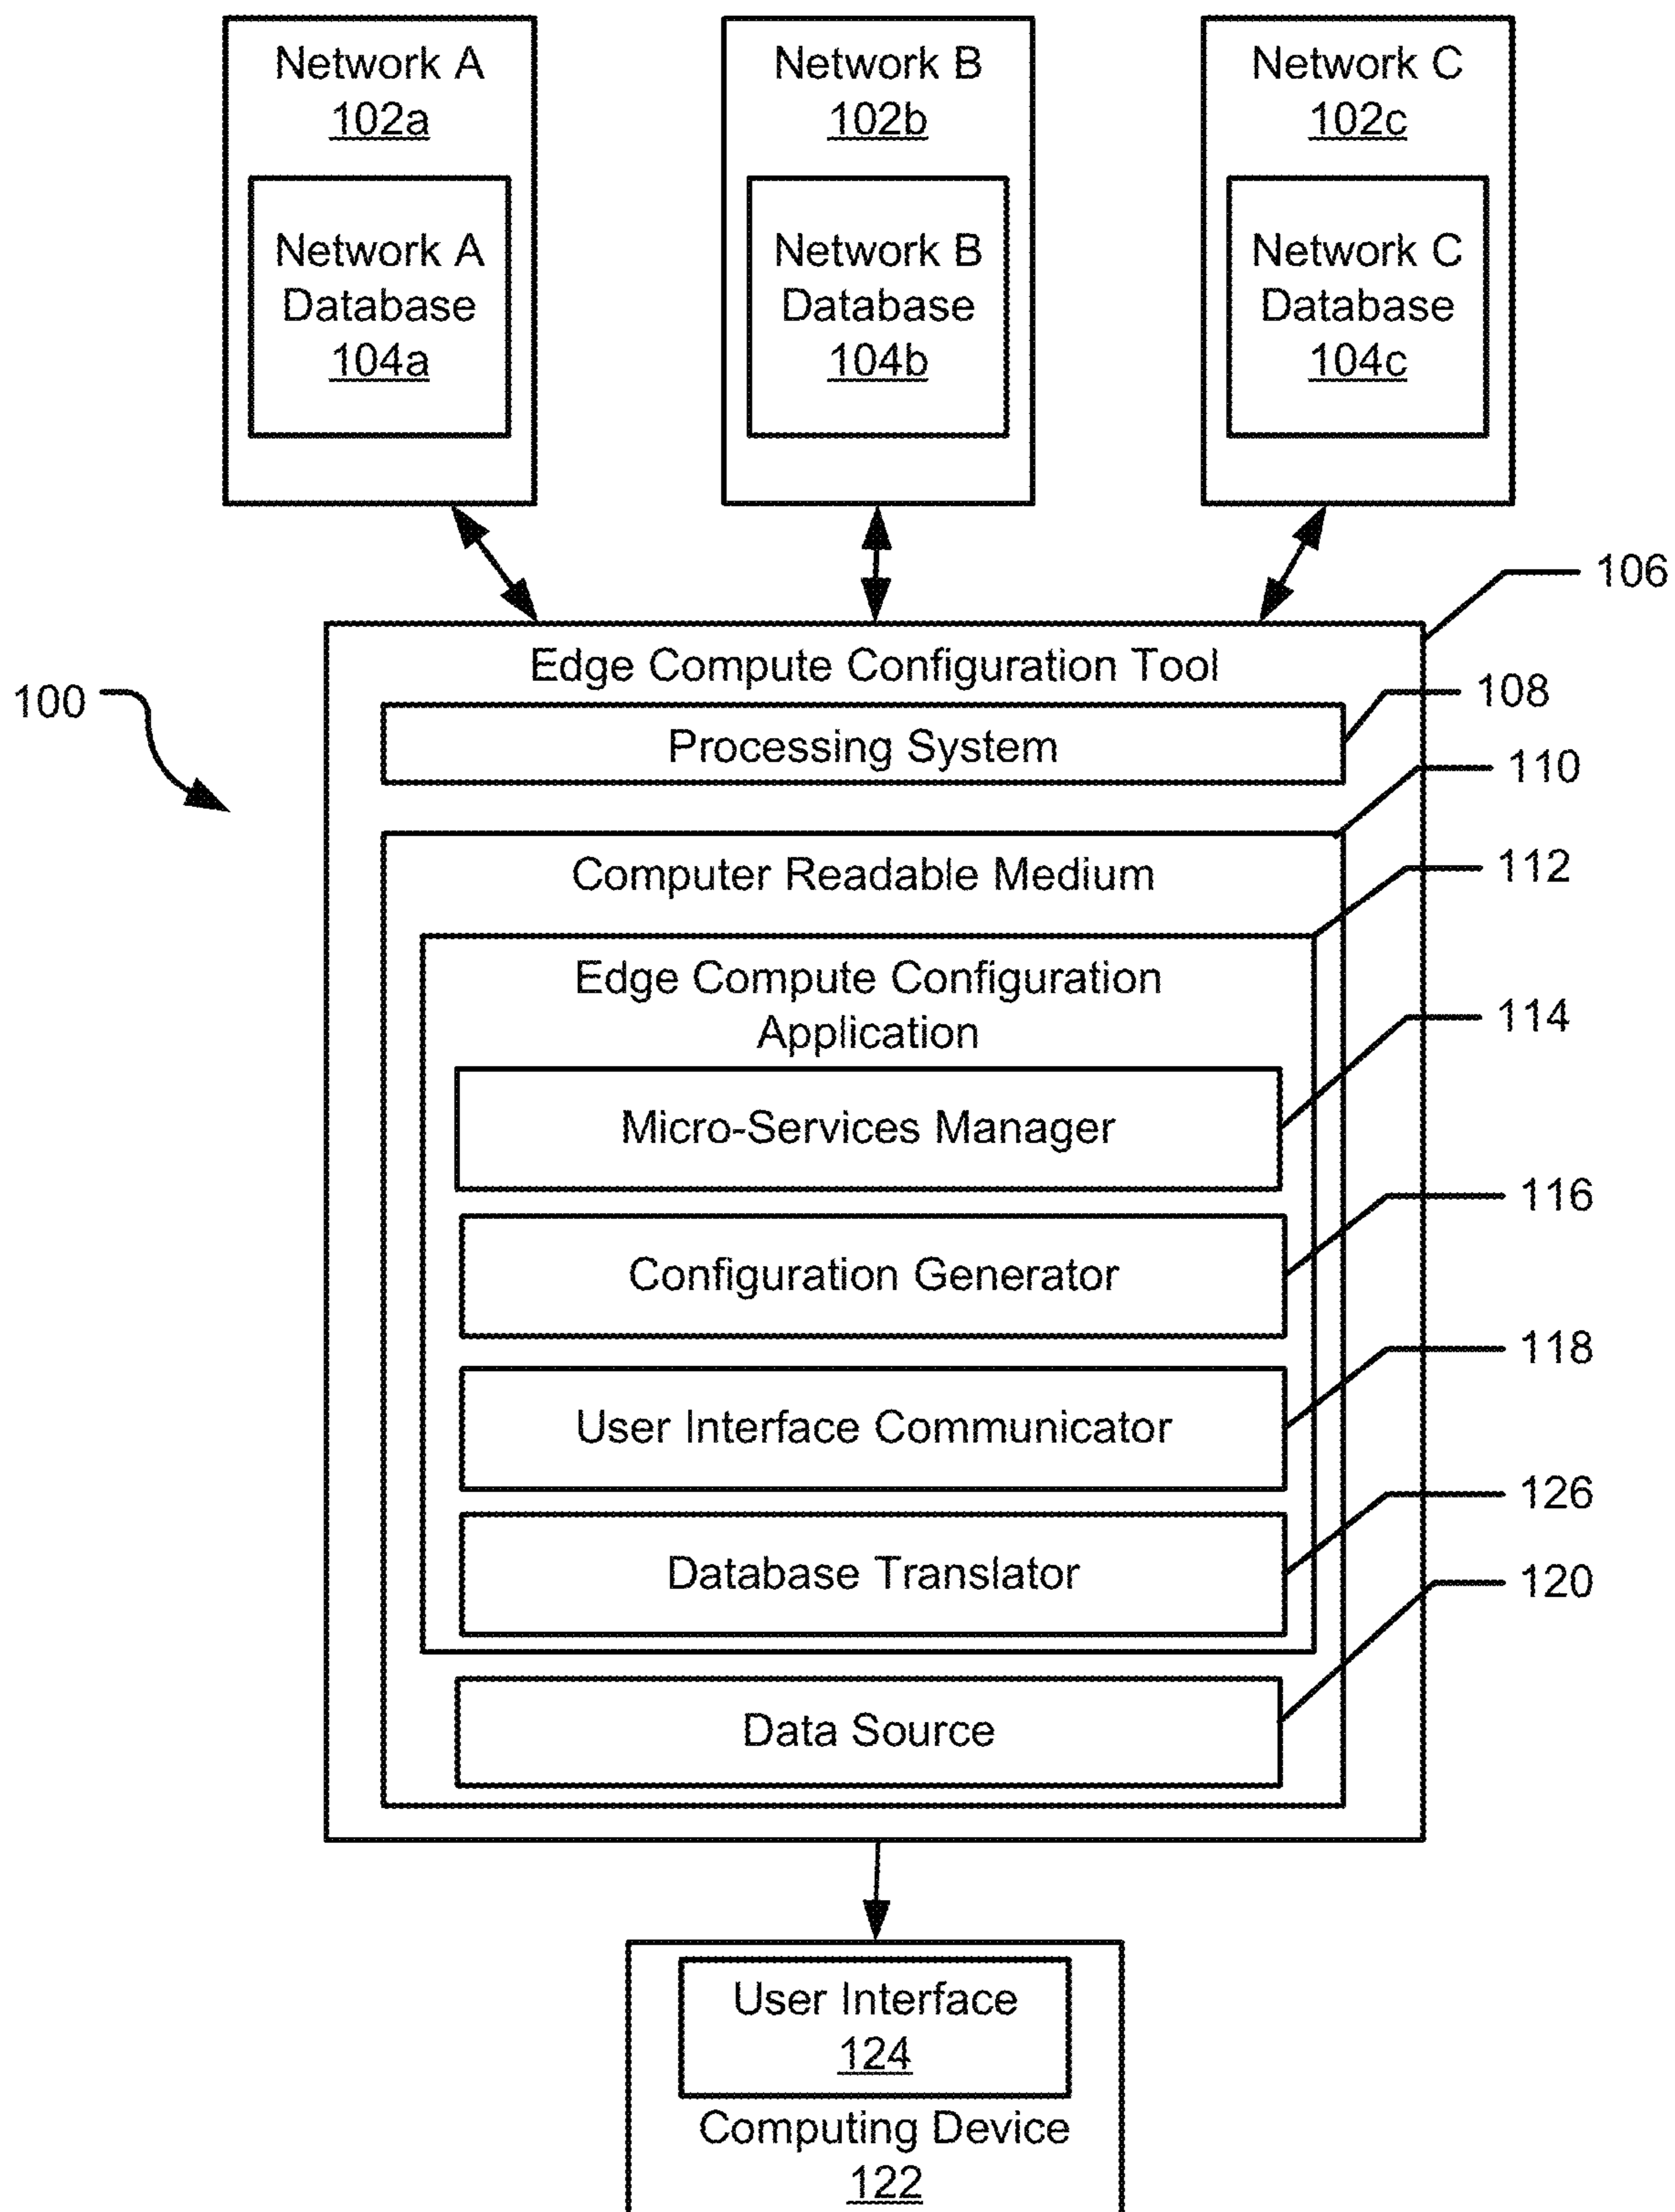 Network A
102a
Network A
Database
104a
Network B
102b
Network B
Database
104b
Network C
102c
Network C
Database
104c
106
100
Edge Compute Configuration Tool
108
Processing System
110
Computer Readable Medium
112
Edge Compute Configuration
Application
114
Micro-Services Manager
116
Configuration Generator
118
User Interface Communicator
126
Database Translator
120
Data Source
User Interface
124
Computing Device
122